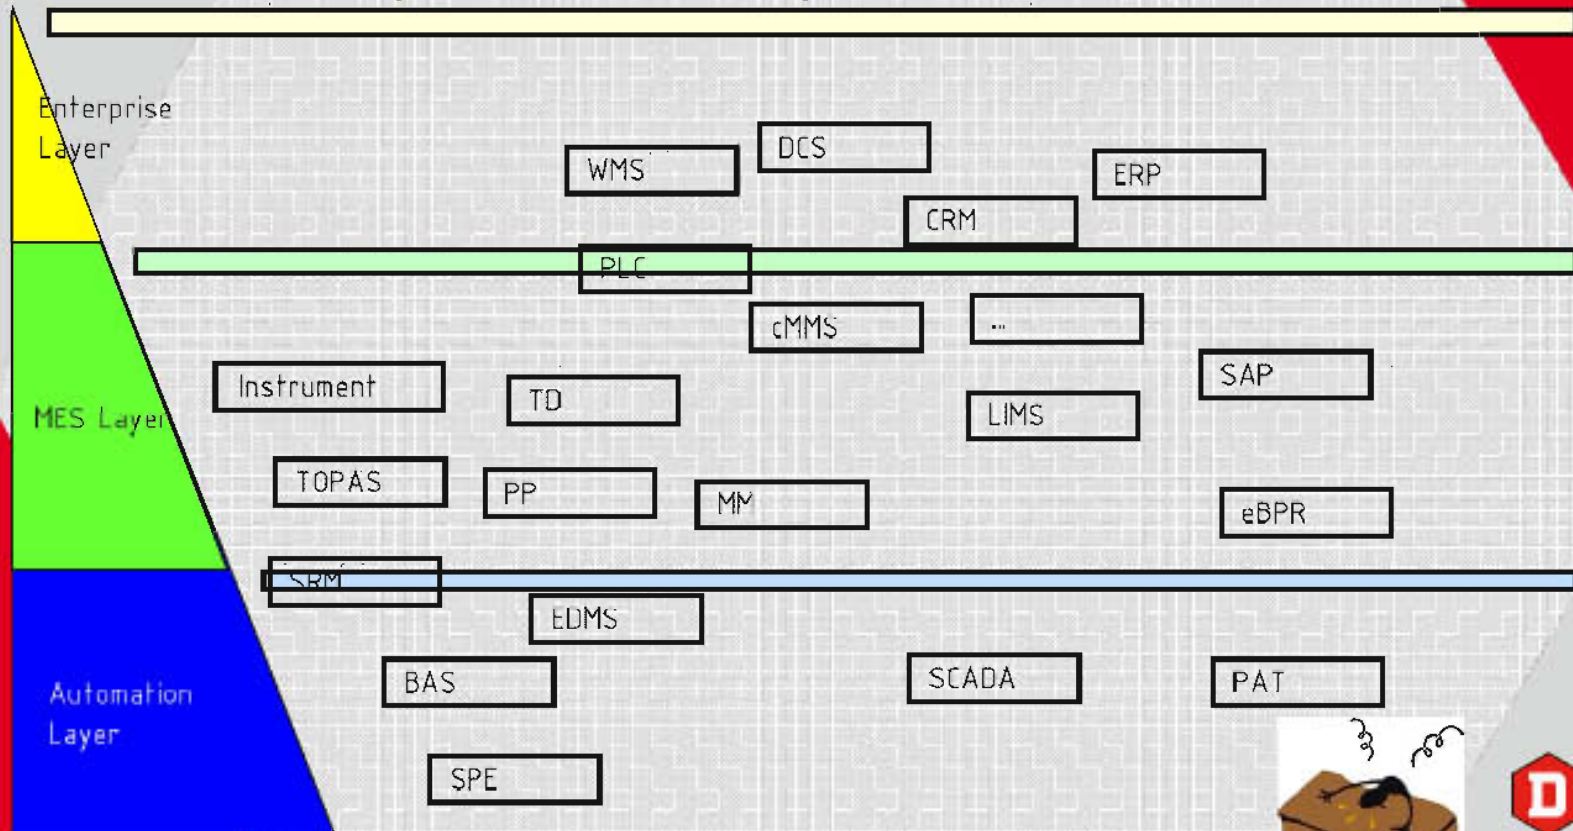 Enterprise
Layer
WMS
DCS
ERP
CRM
PLC
cMMS
...
Instrument
TD
SAP
MES Layer
LIMS
TOPAS
PP
MM
eBPR
SRM
EDMS
BAS
SCADA
PAT
Automation
Layer
SPE
D